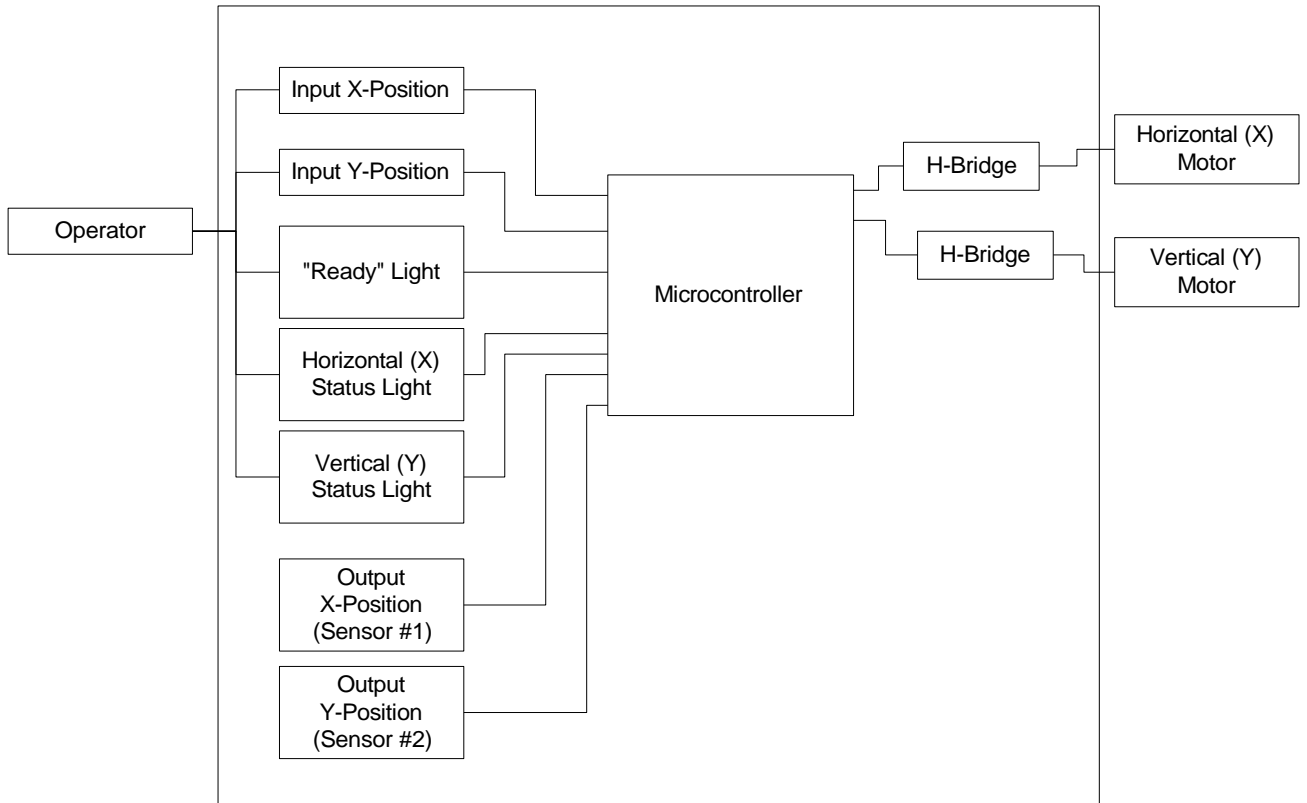 Input X-Position
Input Y-Position
Operator
"Ready" Light
Horizontal (X)
Status Light
Vertical (Y)
Status Light
Output
X-Position
(Sensor #1)
Output
Y-Position
(Sensor #2)
Microcontroller
H-Bridge
H-Bridge
Horizontal (X)
Motor
Vertical (Y)
Motor